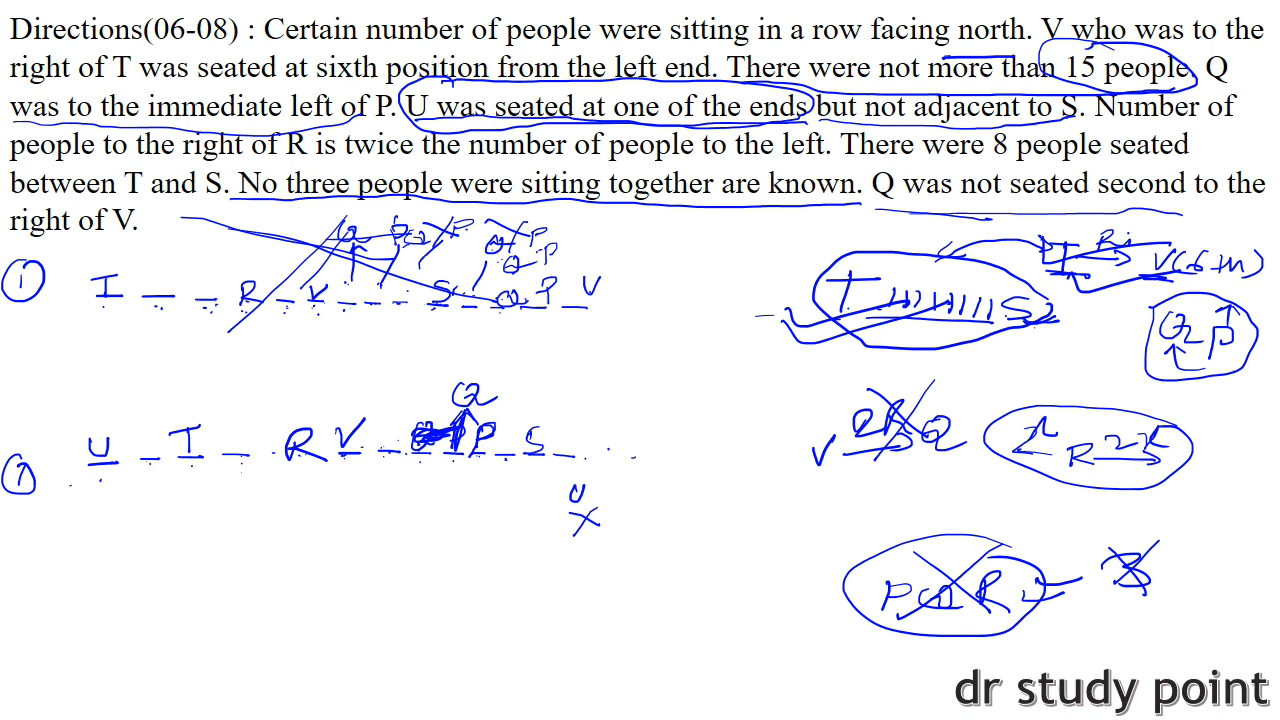 Directions(06-08) : Certain number of people were sitting in a row facing north. V who was to the
right of T was seated at sixth position from the left end. There were not more than 15 people. Q
was to the immediate left of P. U was seated at one of the ends but not adjacent to S. Number of
people to the right of R is twice the number of people to the left. There were 8 people seated
between T and S. No three people were sitting together are known. Q was not seated second to the
right of V.
① T R V S Q P V
T S
Q P
U T R V P S
Q
U
V Q
R
P R
dr study point